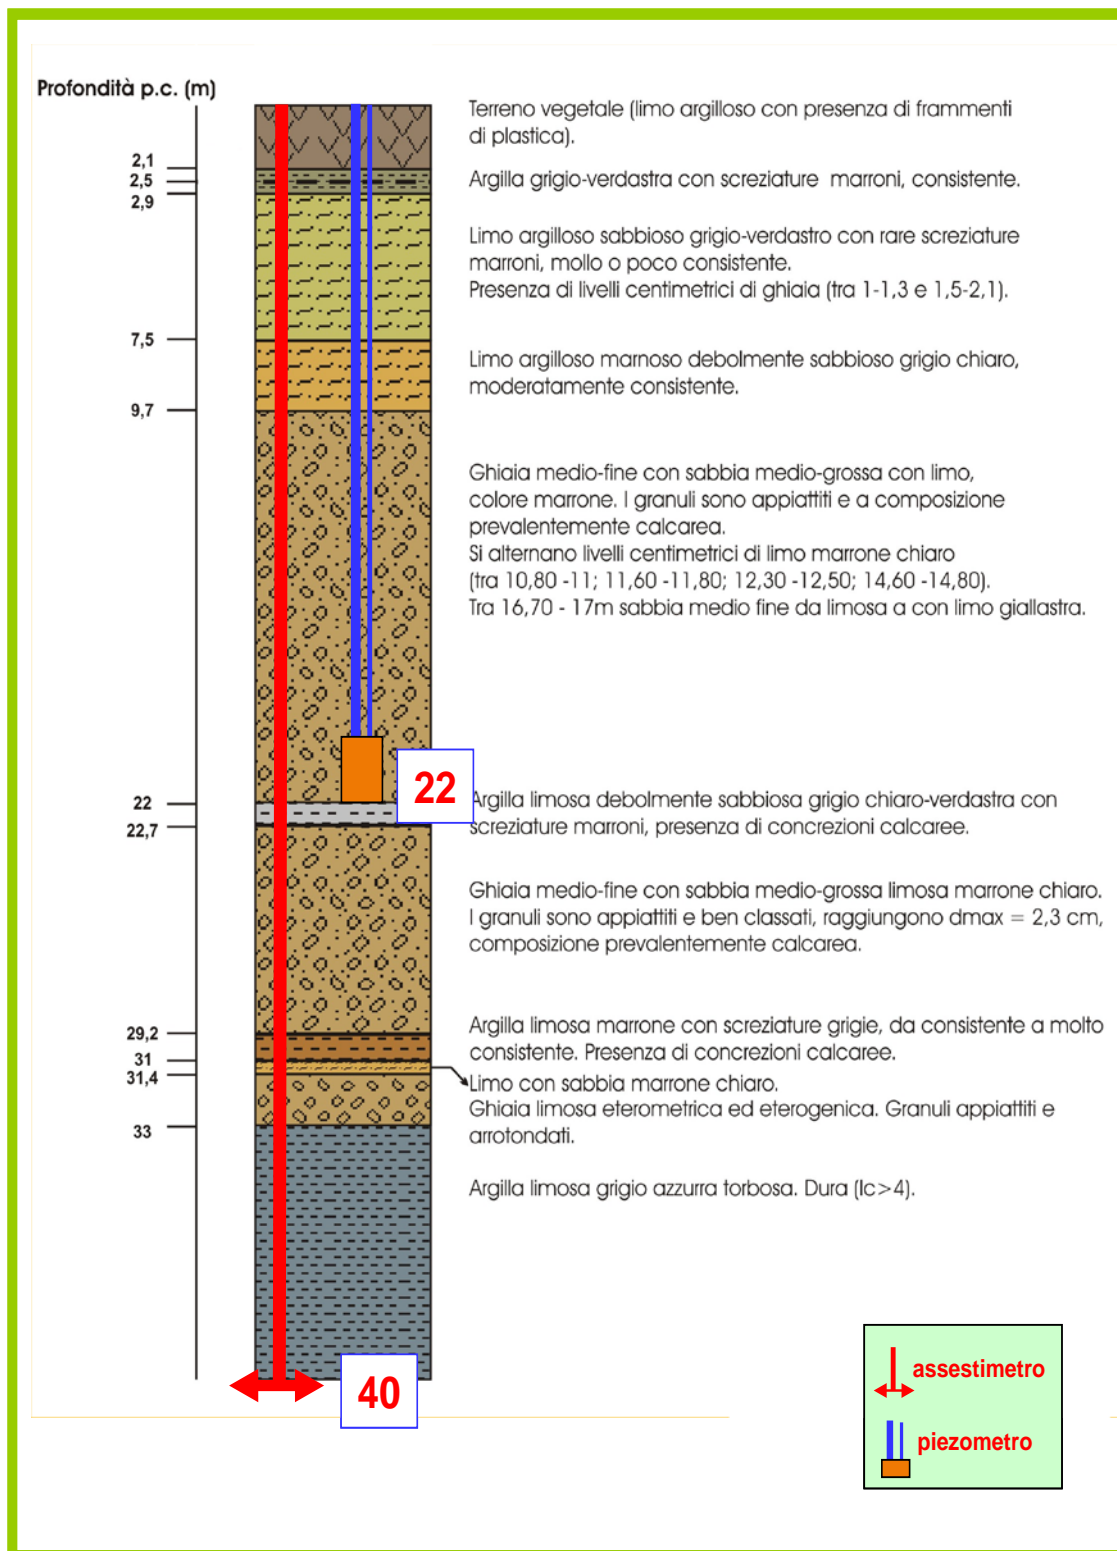 Profondità p.c. (m)
Terreno vegetale (limo argilloso con presenza di frammenti
di plastica).
2,1
2,5
2,9
Argilla grigio-verdastra con screziature marroni, consistente.
Limo argilloso sabbioso grigio-verdastro con rare screziature
marroni, mollo o poco consistente.
Presenza di livelli centimetrici di ghiaia (tra 1-1,3 e 1,5-2,1).
7,5
Limo argilloso marnoso debolmente sabbioso grigio chiaro,
moderatamente consistente.
9,7
Ghiaia medio-fine con sabbia medio-grossa con limo,
colore marrone. I granuli sono appiattiti e a composizione
prevalentemente calcarea.
Si alternano livelli centimetrici di limo marrone chiaro
(tra 10,80 -11; 11,60 -11,80; 12,30 -12,50; 14,60 -14,80).
Tra 16,70 - 17m sabbia medio fine da limosa a con limo giallastra.
22
22
22,7
Argilla limosa debolmente sabbiosa grigio chiaro-verdastra con
screziature marroni, presenza di concrezioni calcaree.
Ghiaia medio-fine con sabbia medio-grossa limosa marrone chiaro.
I granuli sono appiattiti e ben classati, raggiungono dmax = 2,3 cm,
composizione prevalentemente calcarea.
29,2
31
31,4
Argilla limosa marrone con screziature grigie, da consistente a molto
consistente. Presenza di concrezioni calcaree.
Limo con sabbia marrone chiaro.
Ghiaia limosa eterometrica ed eterogenica. Granuli appiattiti e
arrotondati.
33
Argilla limosa grigio azzurra torbosa. Dura (Ic>4).
40
assestimetro
piezometro